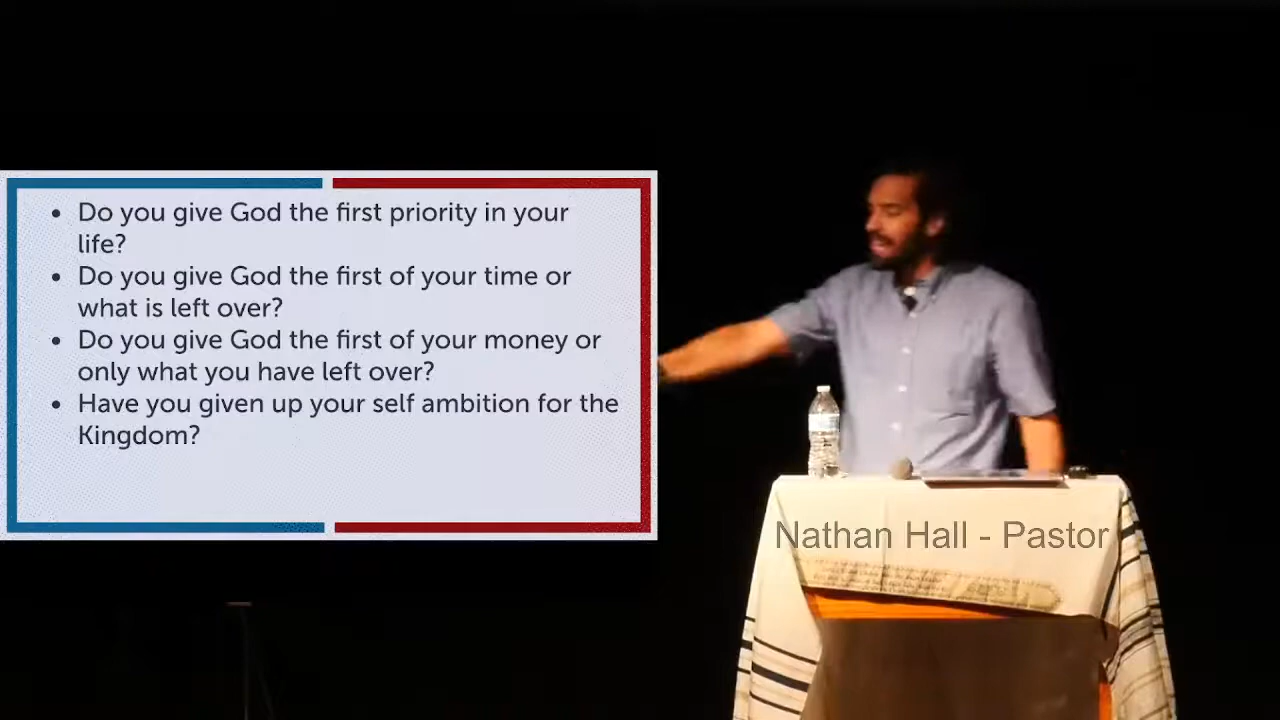 • Do you give God the first priority in your
life?
• Do you give God the first of your time or
what is left over?
• Do you give God the first of your money or
only what you have left over?
• Have you given up your self ambition for the
Kingdom?
Nathan Hall - Pastor